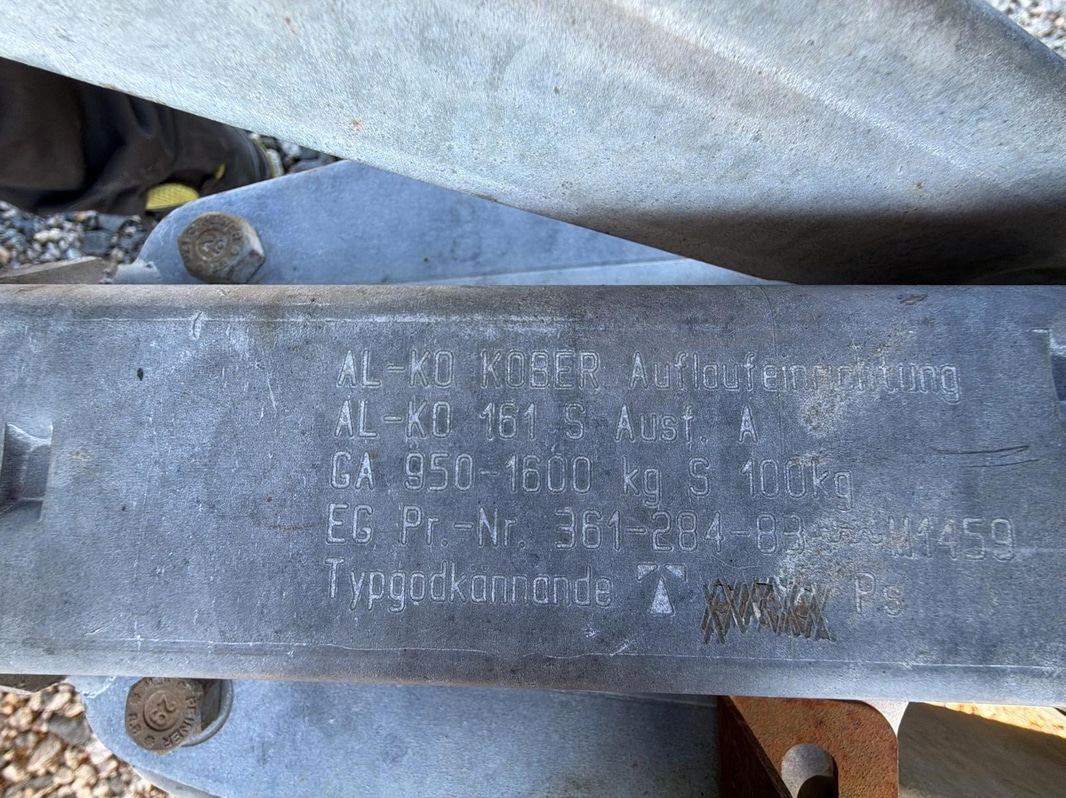 AL-KO KOBER Auflaufeinrichtung
AL-KO 161 S Ausf. A
GA 950-1600 kg S 100kg
EG Pr.-Nr. 361-284-83 M1459
Typgodkännande Ps